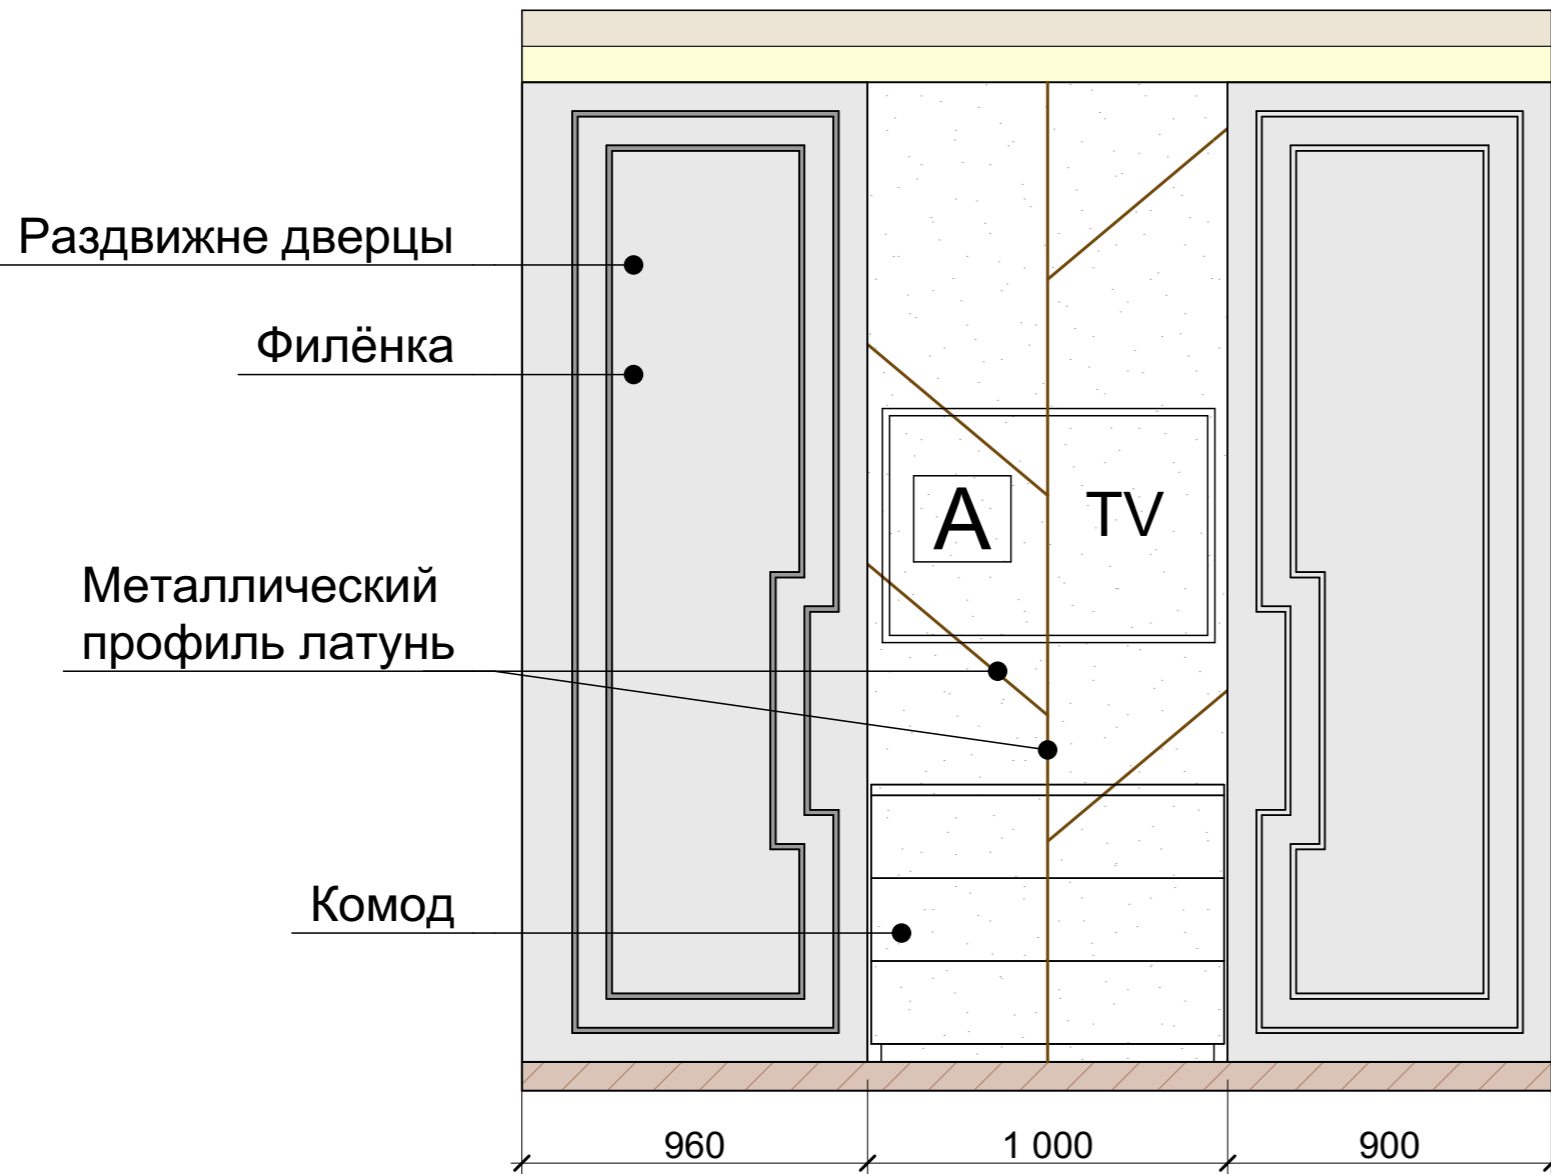 Раздвижне дверцы
Филёнка
A
TV
Металлический
профиль латунь
Комод
960
1 000
900